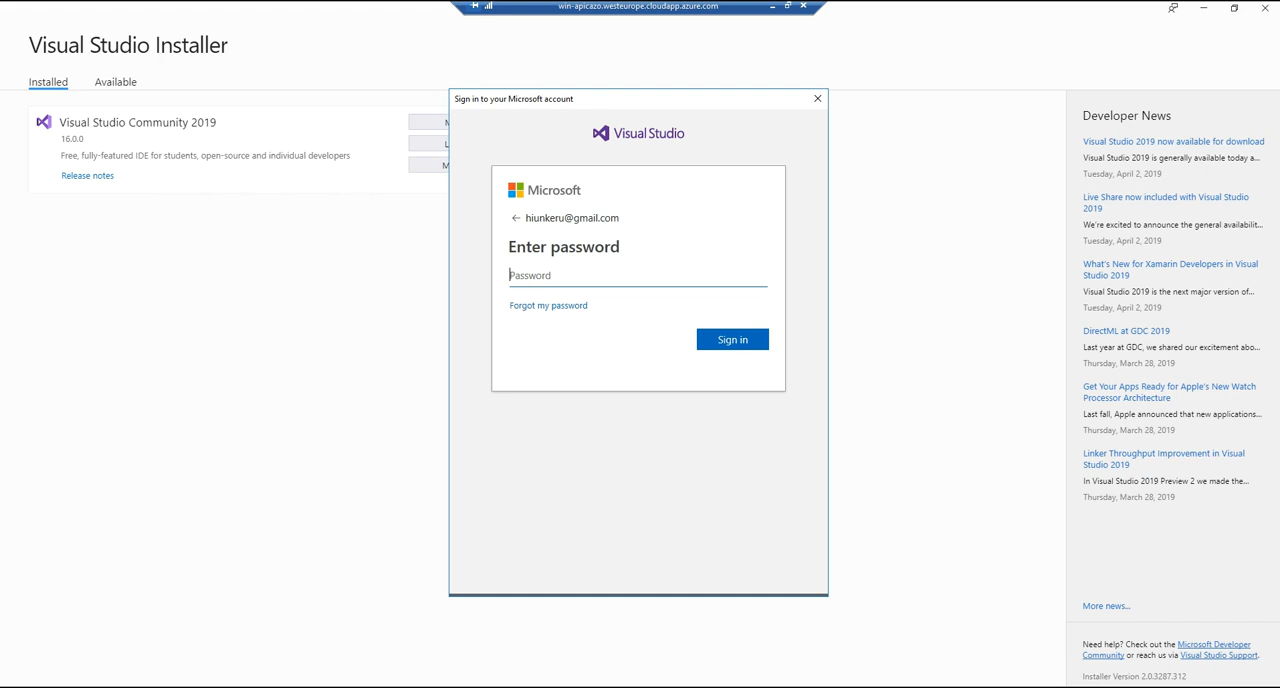 win-apicazo.westeurope.cloudapp.azure.com
Visual Studio Installer
Installed
Available
Visual Studio Community 2019
16.0.0
Free, fully-featured IDE for students, open-source and individual developers
Release notes
M
L
M
Sign in to your Microsoft account
Visual Studio
Microsoft
hiunkeru@gmail.com
Enter password
Password
Forgot my password
Sign in
Developer News
Visual Studio 2019 now available for download
Visual Studio 2019 is generally available today a...
Tuesday, April 2, 2019
Live Share now included with Visual Studio
2019
We're excited to announce the general availabilit...
Tuesday, April 2, 2019
What's New for Xamarin Developers in Visual
Studio 2019
Visual Studio 2019 is the next major version of...
Tuesday, April 2, 2019
DirectML at GDC 2019
Last year at GDC, we shared our excitement abo...
Thursday, March 28, 2019
Get Your Apps Ready for Apple's New Watch
Processor Architecture
Last fall, Apple announced that new applications...
Thursday, March 28, 2019
Linker Throughput Improvement in Visual
Studio 2019
In Visual Studio 2019 Preview 2 we made the...
Thursday, March 28, 2019
More news...
Need help? Check out the Microsoft Developer
Community or reach us via Visual Studio Support.
Installer Version 2.0.3287.312